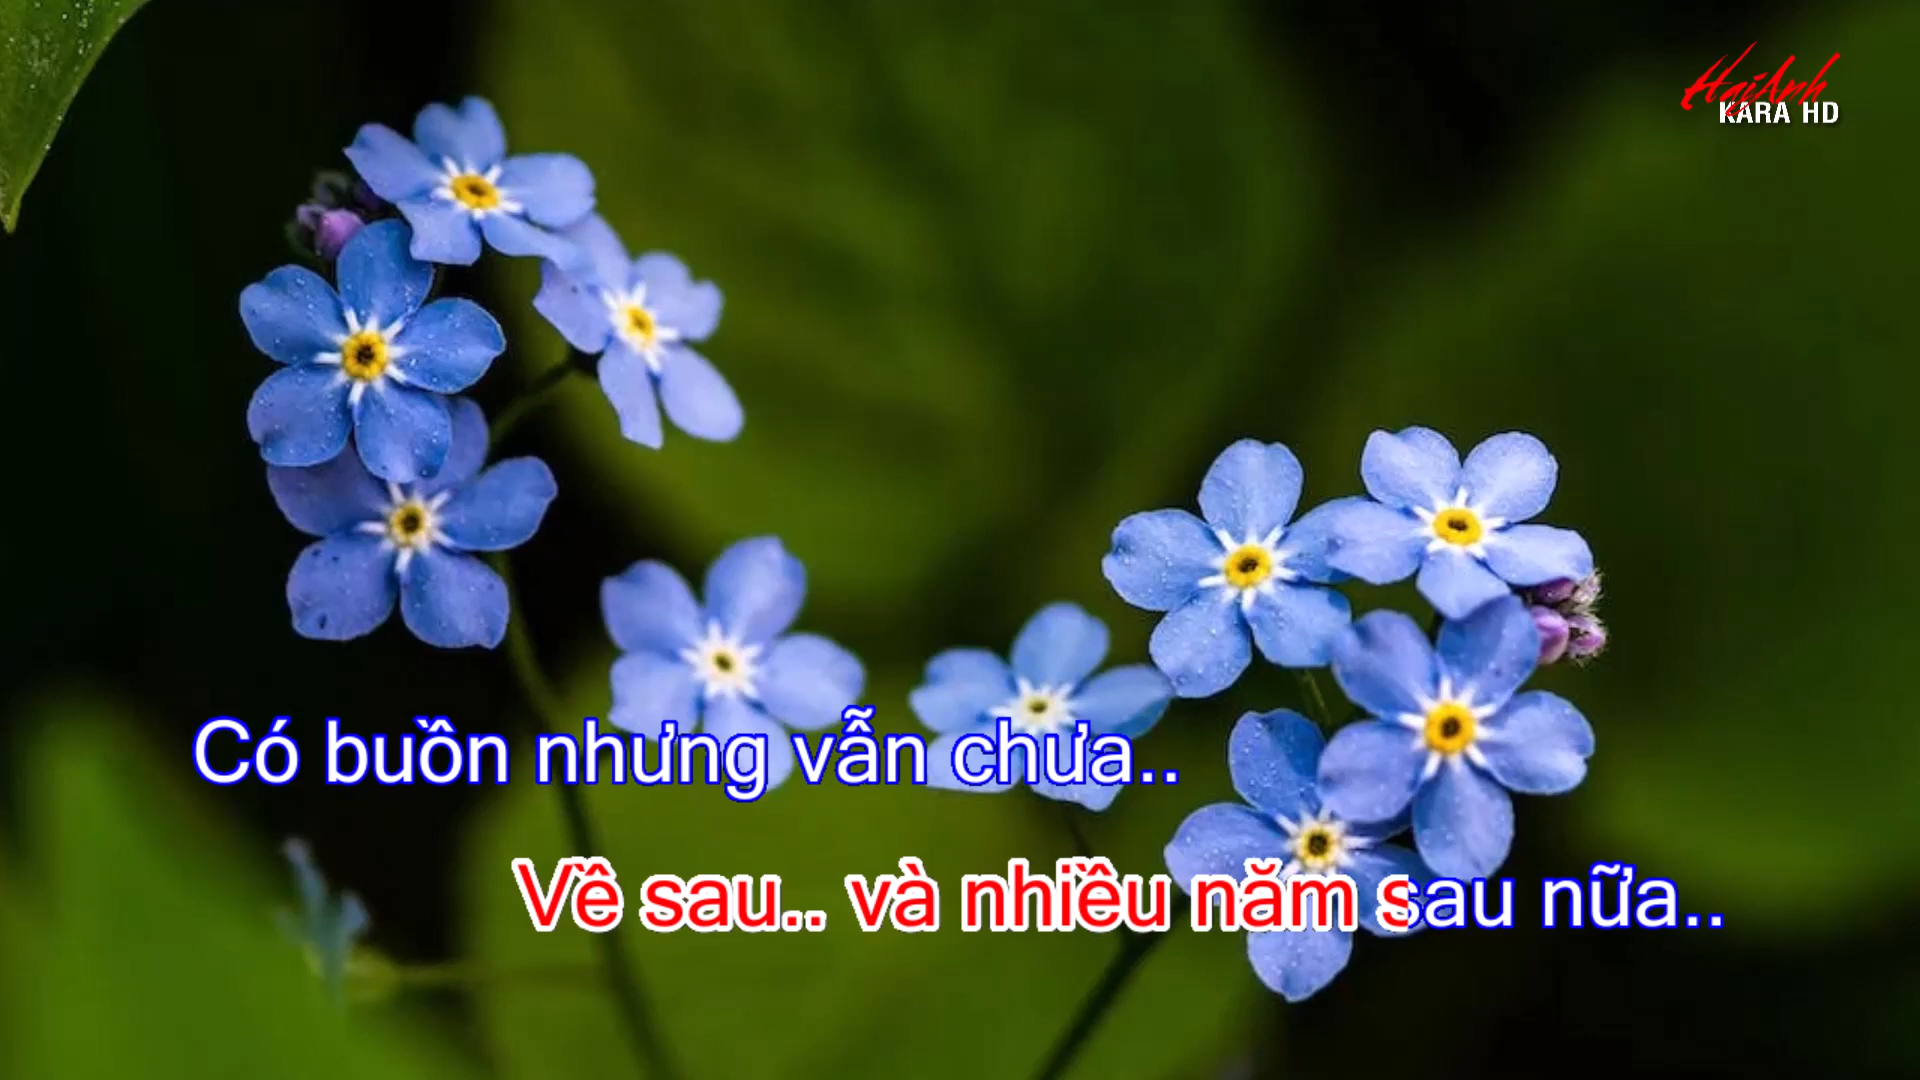 HaiAnh
KARA HD
Có buồn nhưng vẫn chưa..
Về sau.. và nhiều năm sau nữa..